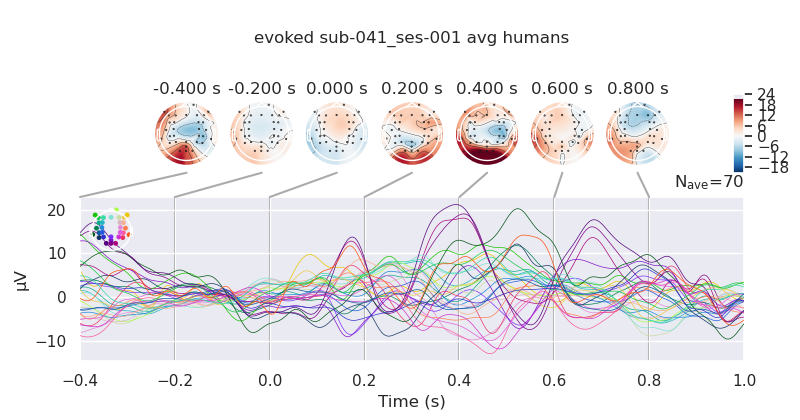 evoked sub-041_ses-001 avg humans
-0.400 s -0.200 s 0.000 s 0.200 s 0.400 s 0.600 s 0.800 s
24
18
12
6
0
−6
−12
−18
Nave=70
20
10
0
−10
µV
−0.4 −0.2 0.0 0.2 0.4 0.6 0.8 1.0
Time (s)